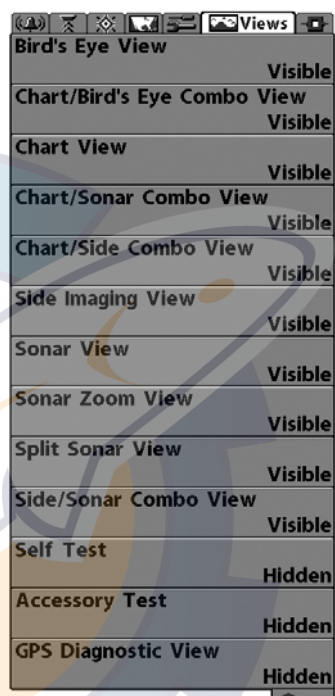 Views
Bird's Eye View
Visible
Chart/Bird's Eye Combo View
Visible
Chart View
Visible
Chart/Sonar Combo View
Visible
Chart/Side Combo View
Visible
Side Imaging View
Visible
Sonar View
Visible
Sonar Zoom View
Visible
Split Sonar View
Visible
Side/Sonar Combo View
Visible
Self Test
Hidden
Accessory Test
Hidden
GPS Diagnostic View
Hidden